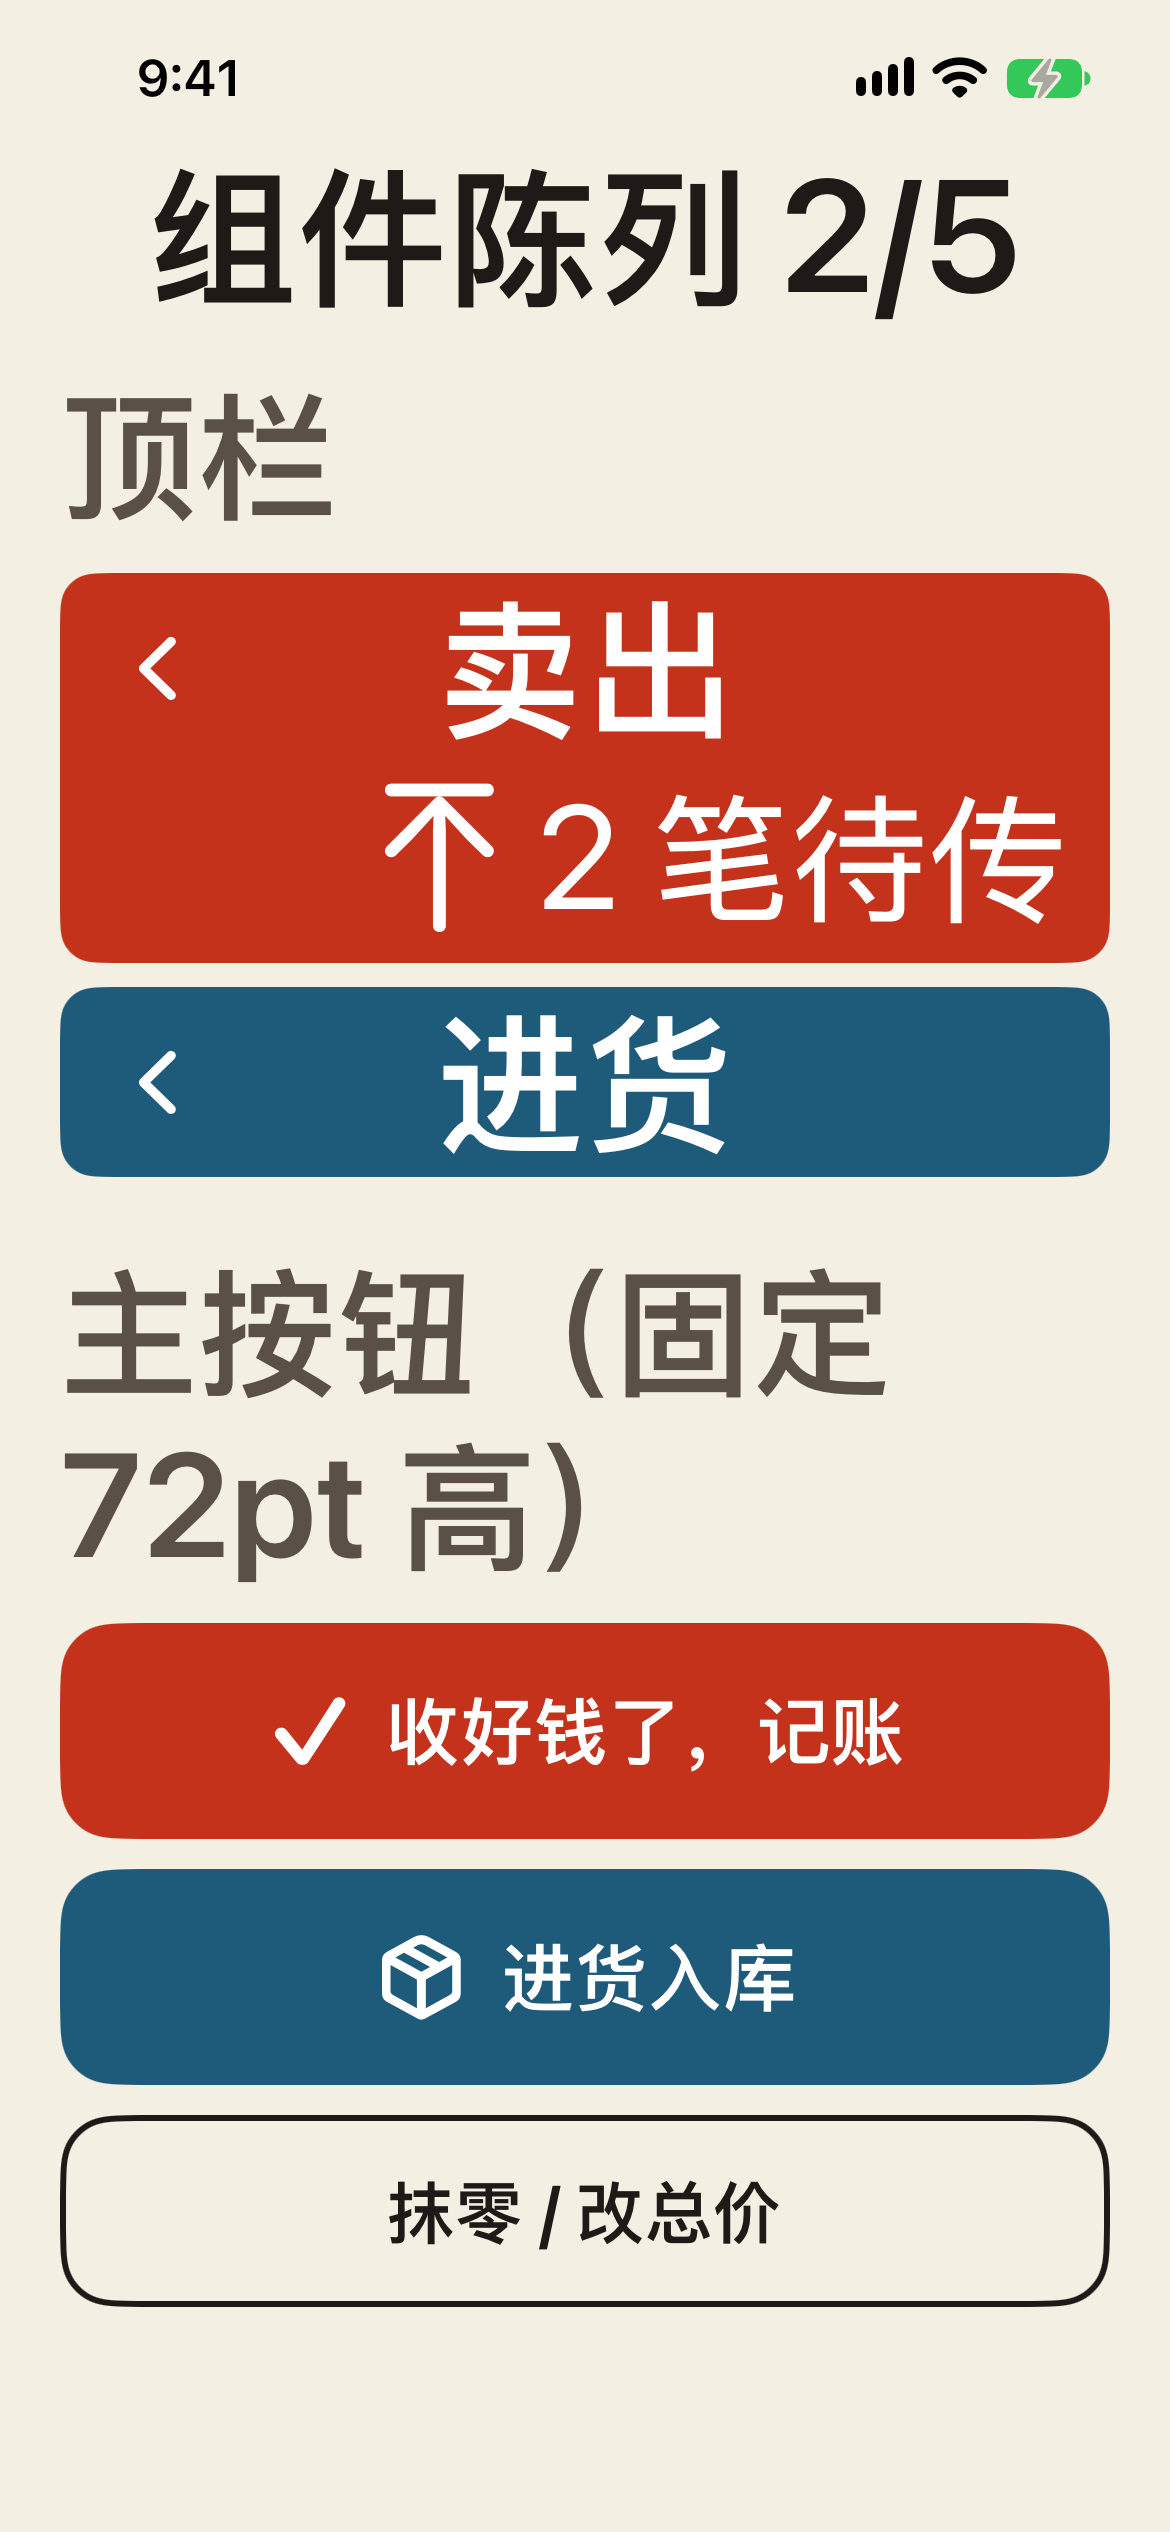 9:41
组件陈列 2/5
顶栏
卖出
2 笔待传
进货
主按钮（固定
72pt 高）
收好钱了，记账
进货入库
抹零 / 改总价